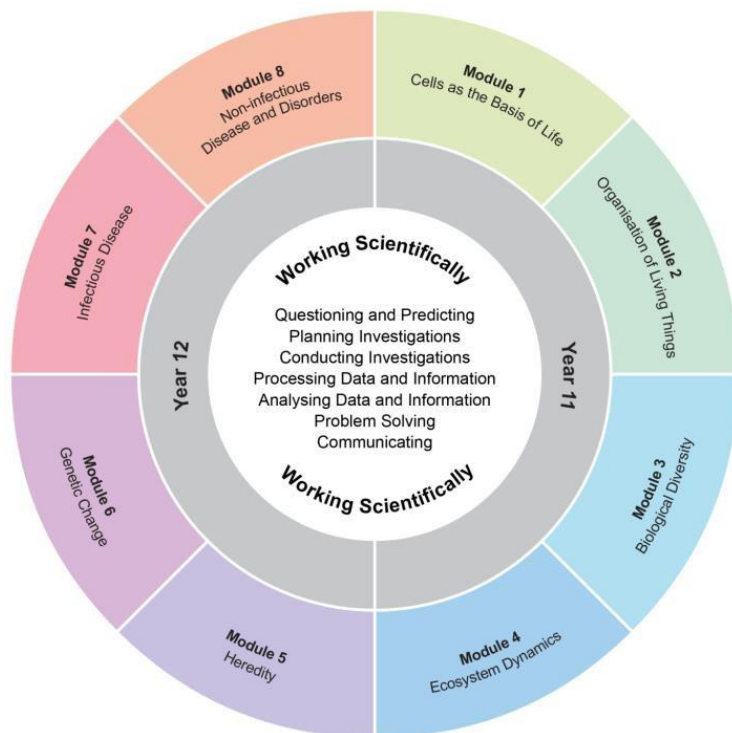 Module 1
Cells as the Basis of Life
Module 2
Organisation of Living Things
Module 3
Biological Diversity
Module 4
Ecosystem Dynamics
Module 5
Heredity
Module 6
Genetic Change
Module 7
Infectious Disease
Module 8
Non-infectious
Disease and Disorders
Year 11
Year 12
Working Scientifically
Questioning and Predicting
Planning Investigations
Conducting Investigations
Processing Data and Information
Analysing Data and Information
Problem Solving
Communicating
Working Scientifically